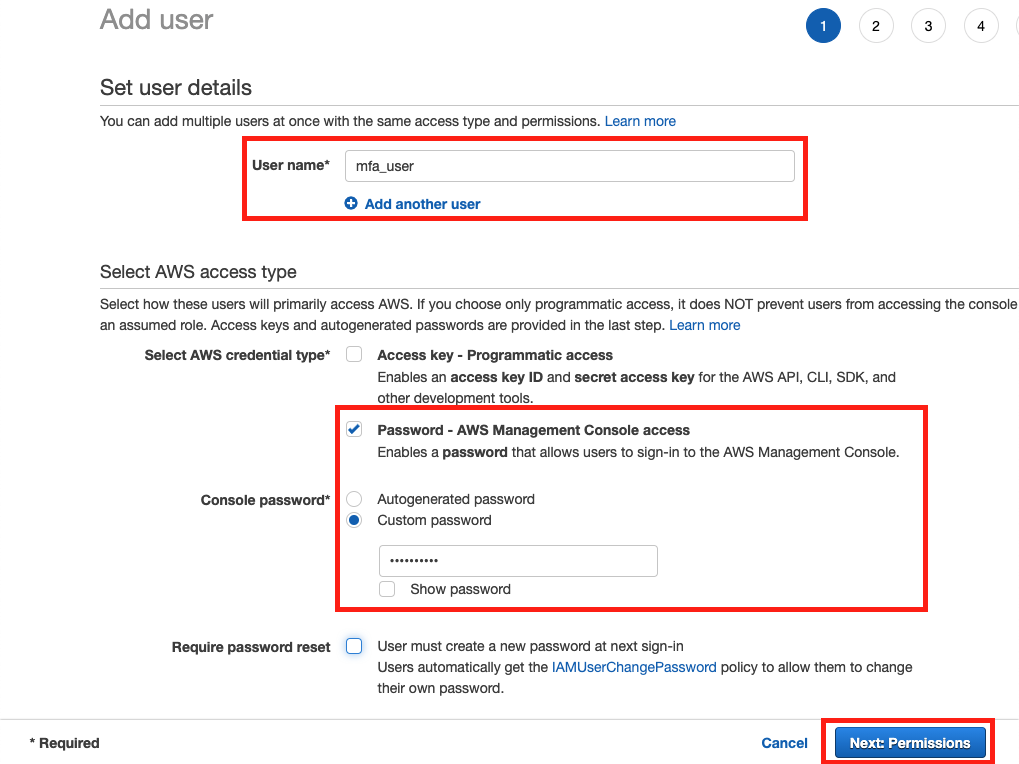 Add user
1 2 3 4
Set user details
You can add multiple users at once with the same access type and permissions. Learn more
User name* mfa_user
Add another user
Select AWS access type
Select how these users will primarily access AWS. If you choose only programmatic access, it does NOT prevent users from accessing the console
an assumed role. Access keys and autogenerated passwords are provided in the last step. Learn more
Select AWS credential type* Access key - Programmatic access
Enables an access key ID and secret access key for the AWS API, CLI, SDK, and
other development tools.
Password - AWS Management Console access
Enables a password that allows users to sign-in to the AWS Management Console.
Console password* Autogenerated password
Custom password
••••••••••
Show password
Require password reset User must create a new password at next sign-in
Users automatically get the IAMUserChangePassword policy to allow them to change
their own password.
* Required Cancel Next: Permissions